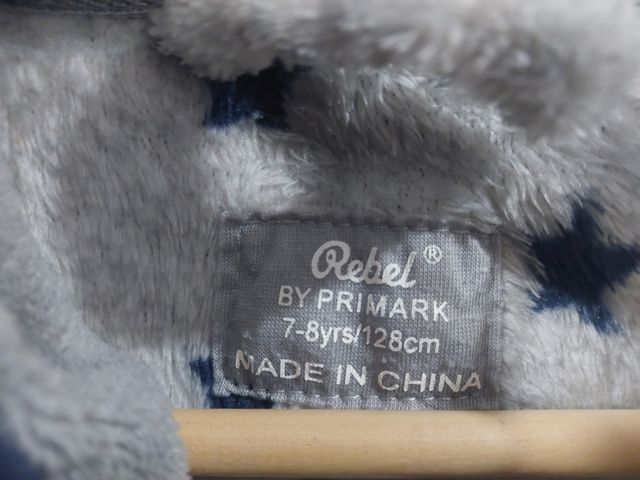 Rebel®
BY PRIMARK
7-8yrs/128cm
MADE IN CHINA